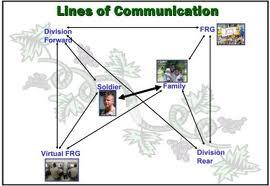 Lines of Communication
Division
Forward
FRG
Soldier
Family
Virtual FRG
Division
Rear